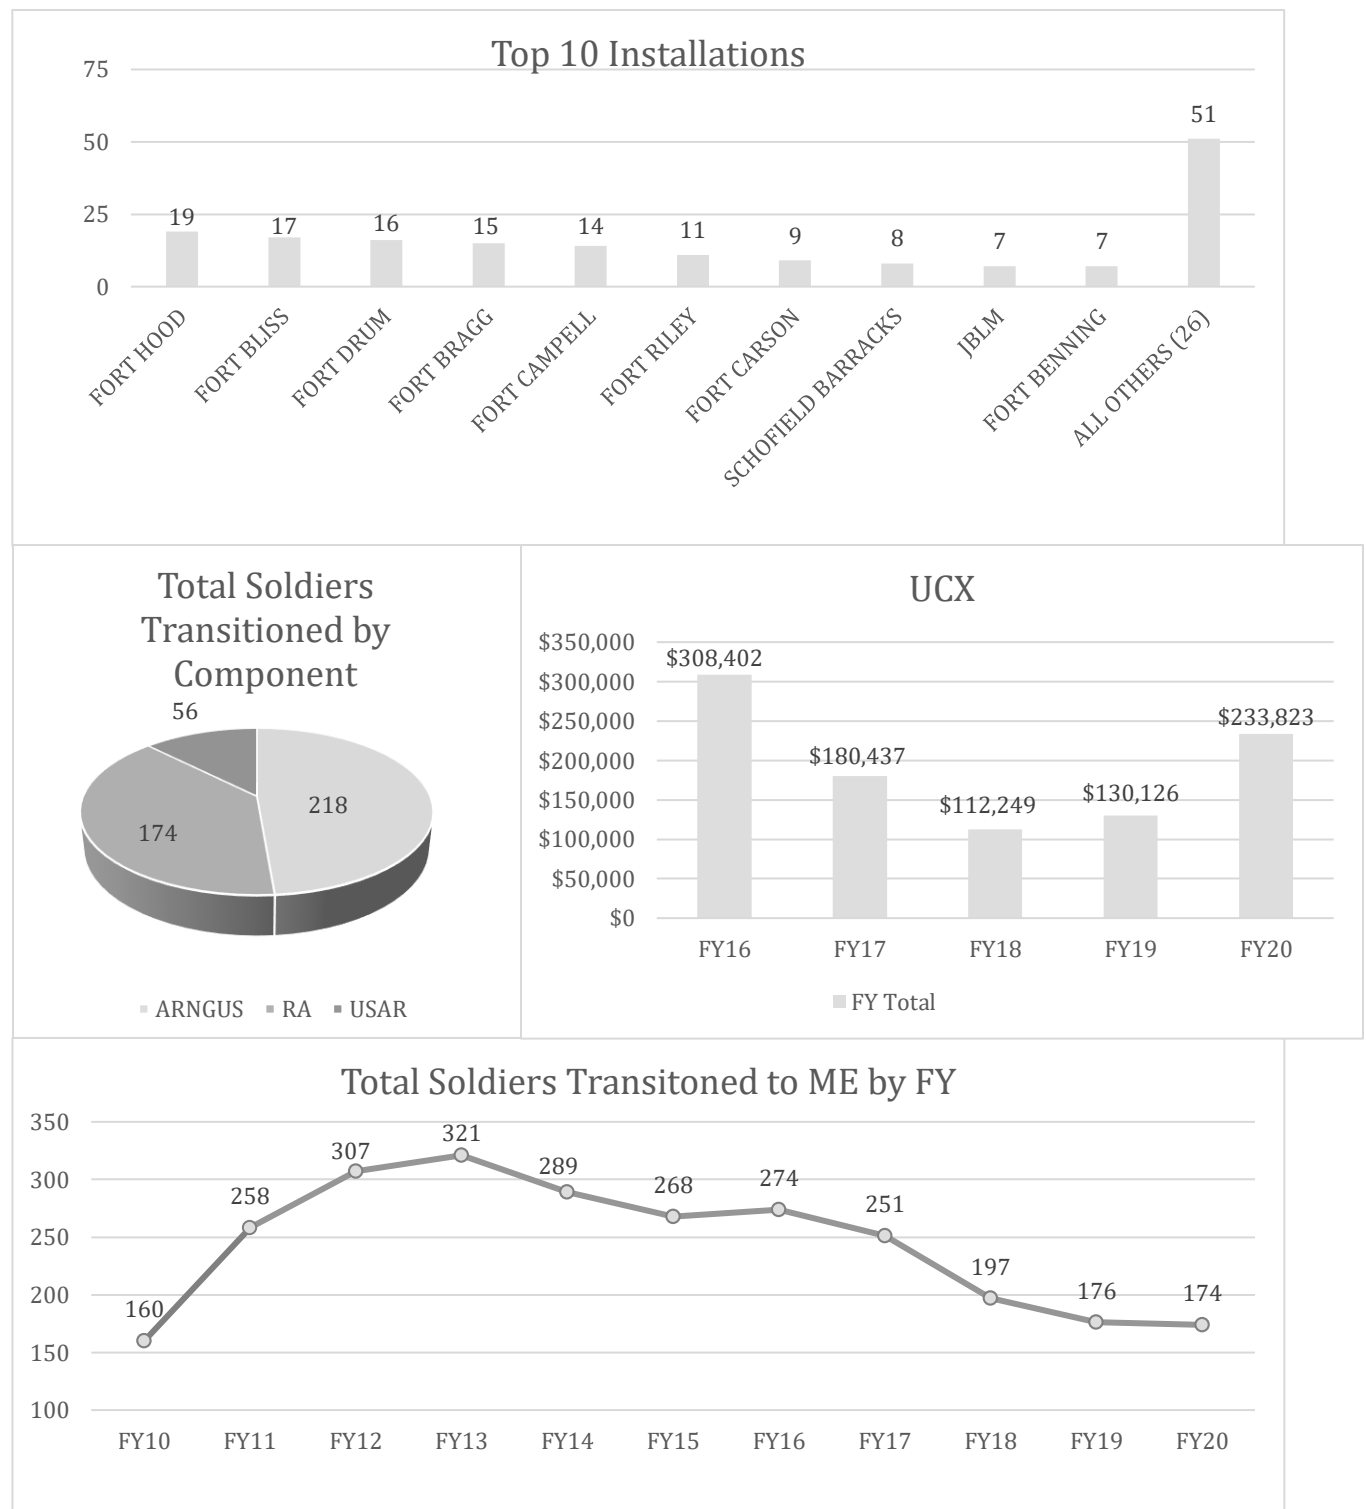 Top 10 Installations
75
50
25
0
19
17
16
15
14
11
9
8
7
7
51
FORT HOOD
FORT BLISS
FORT DRUM
FORT BRAGG
FORT CAMPELL
FORT RILEY
FORT CARSON
SCHOFIELD BARRACKS
JBLM
FORT BENNING
ALL OTHERS (26)
Total Soldiers
Transitioned by
Component
56
218
174
ARNGUS RA USAR
UCX
$350,000
$300,000
$250,000
$200,000
$150,000
$100,000
$50,000
$0
$308,402
$180,437
$112,249
$130,126
$233,823
FY16 FY17 FY18 FY19 FY20
FY Total
Total Soldiers Transitoned to ME by FY
350
300
250
200
150
100
160
258
307
321
289
268
274
251
197
176
174
FY10 FY11 FY12 FY13 FY14 FY15 FY16 FY17 FY18 FY19 FY20